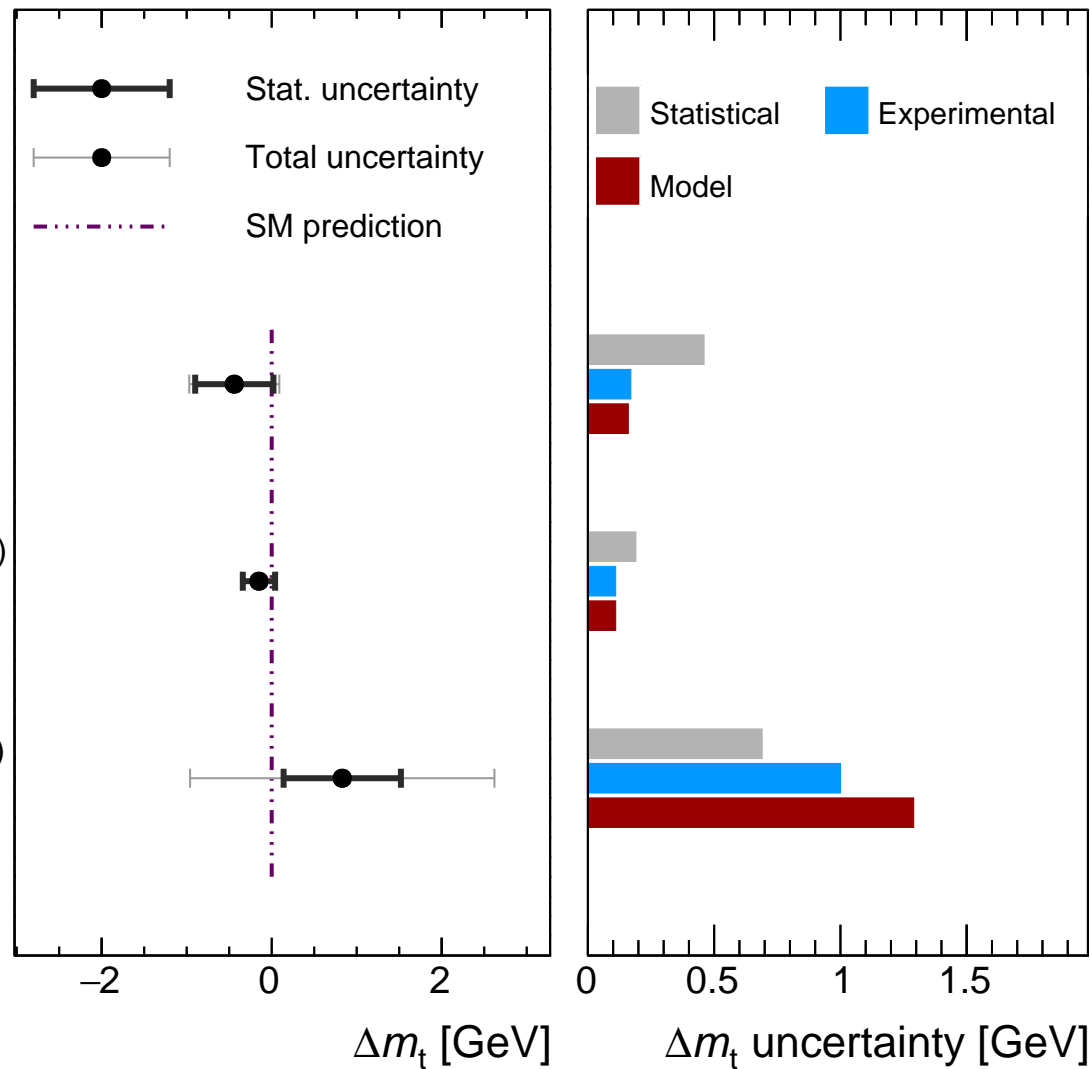 Stat. uncertainty
Total uncertainty
SM prediction
)
)
−2 0 2
Δmt [GeV]
Statistical
Experimental
Model
0 0.5 1 1.5
Δmt uncertainty [GeV]